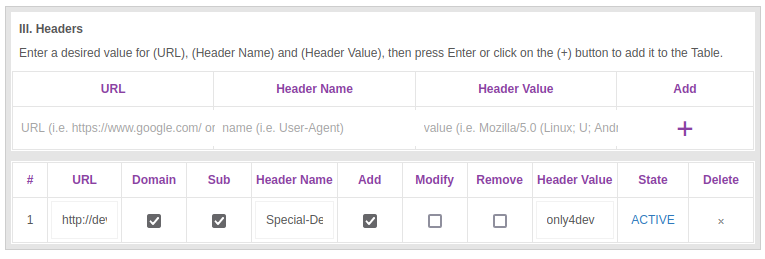 III. Headers
Enter a desired value for (URL), (Header Name) and (Header Value), then press Enter or click on the (+) button to add it to the Table.
URL Header Name Header Value Add
URL (i.e. https://www.google.com/ or name (i.e. User-Agent) value (i.e. Mozilla/5.0 (Linux; U; Andr +
# URL Domain Sub Header Name Add Modify Remove Header Value State Delete
1 http://dev Special-De only4dev ACTIVE ×